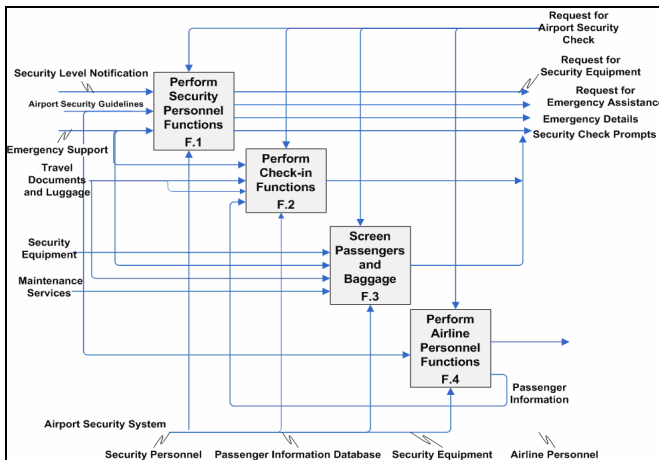 Request for
Airport Security
Check
Security Level Notification
Perform
Security
Personnel
Functions
F.1
Request for
Security Equipment
Airport Security Guidelines
Request for
Emergency Assistance
Emergency Details
Emergency Support
Security Check Prompts
Travel
Documents
and Luggage
Perform
Check-in
Functions
F.2
Security
Equipment
Screen
Passengers
and
Baggage
F.3
Maintenance
Services
Perform
Airline
Personnel
Functions
F.4
Passenger
Information
Airport Security System
Security Personnel
Passenger Information Database
Security Equipment
Airline Personnel